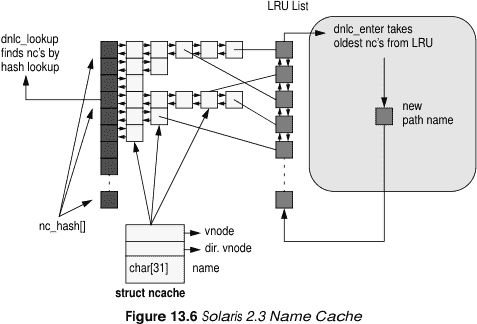 LRU List
dnlc_lookup
finds nc's by
hash lookup
dnlc_enter takes
oldest nc's from LRU
new
path name
nc_hash[]
vnode
dir. vnode
char[31]
name
struct ncache
Figure 13.6 Solaris 2.3 Name Cache